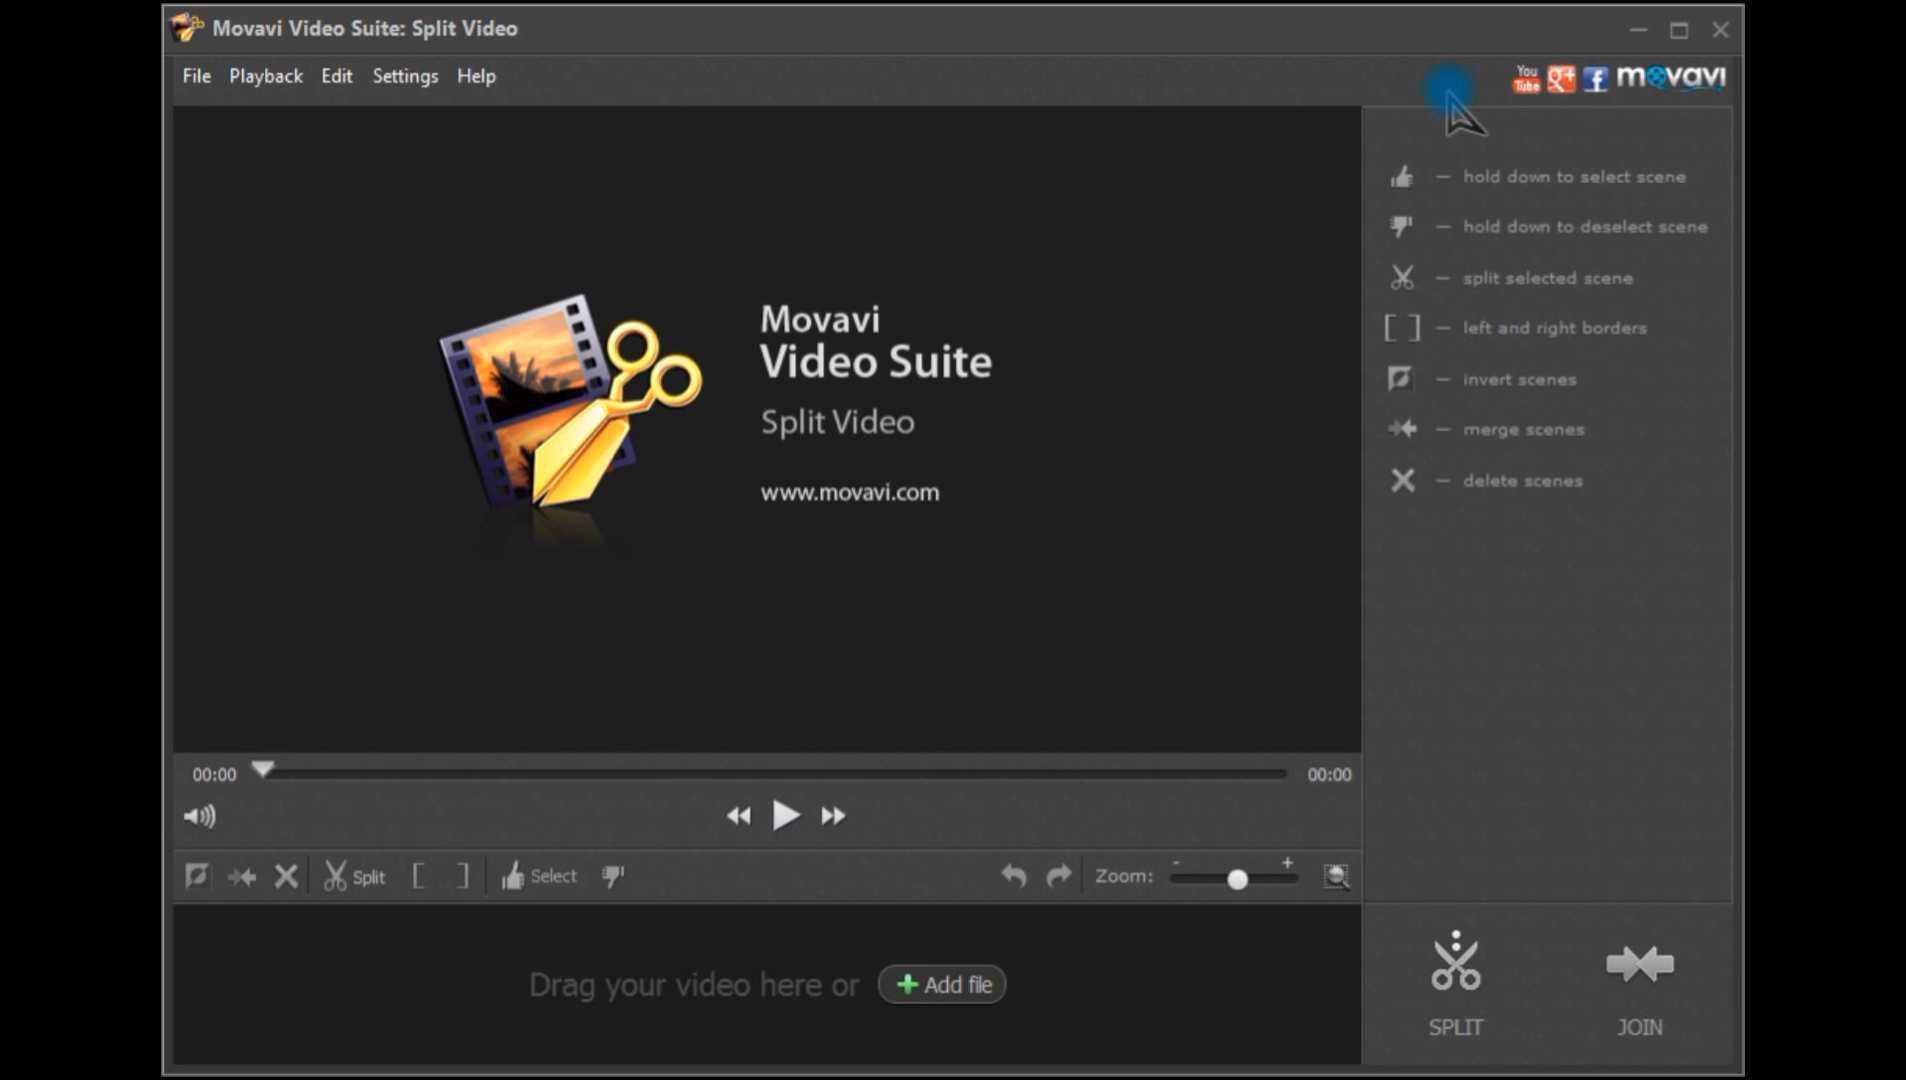 Movavi Video Suite: Split Video
File Playback Edit Settings Help
You Tube g+ f movavi
hold down to select scene
hold down to deselect scene
split selected scene
left and right borders
invert scenes
merge scenes
delete scenes
Movavi
Video Suite
Split Video
www.movavi.com
00:00 00:00
Split [ ] Select Zoom: - +
Drag your video here or + Add file
SPLIT JOIN